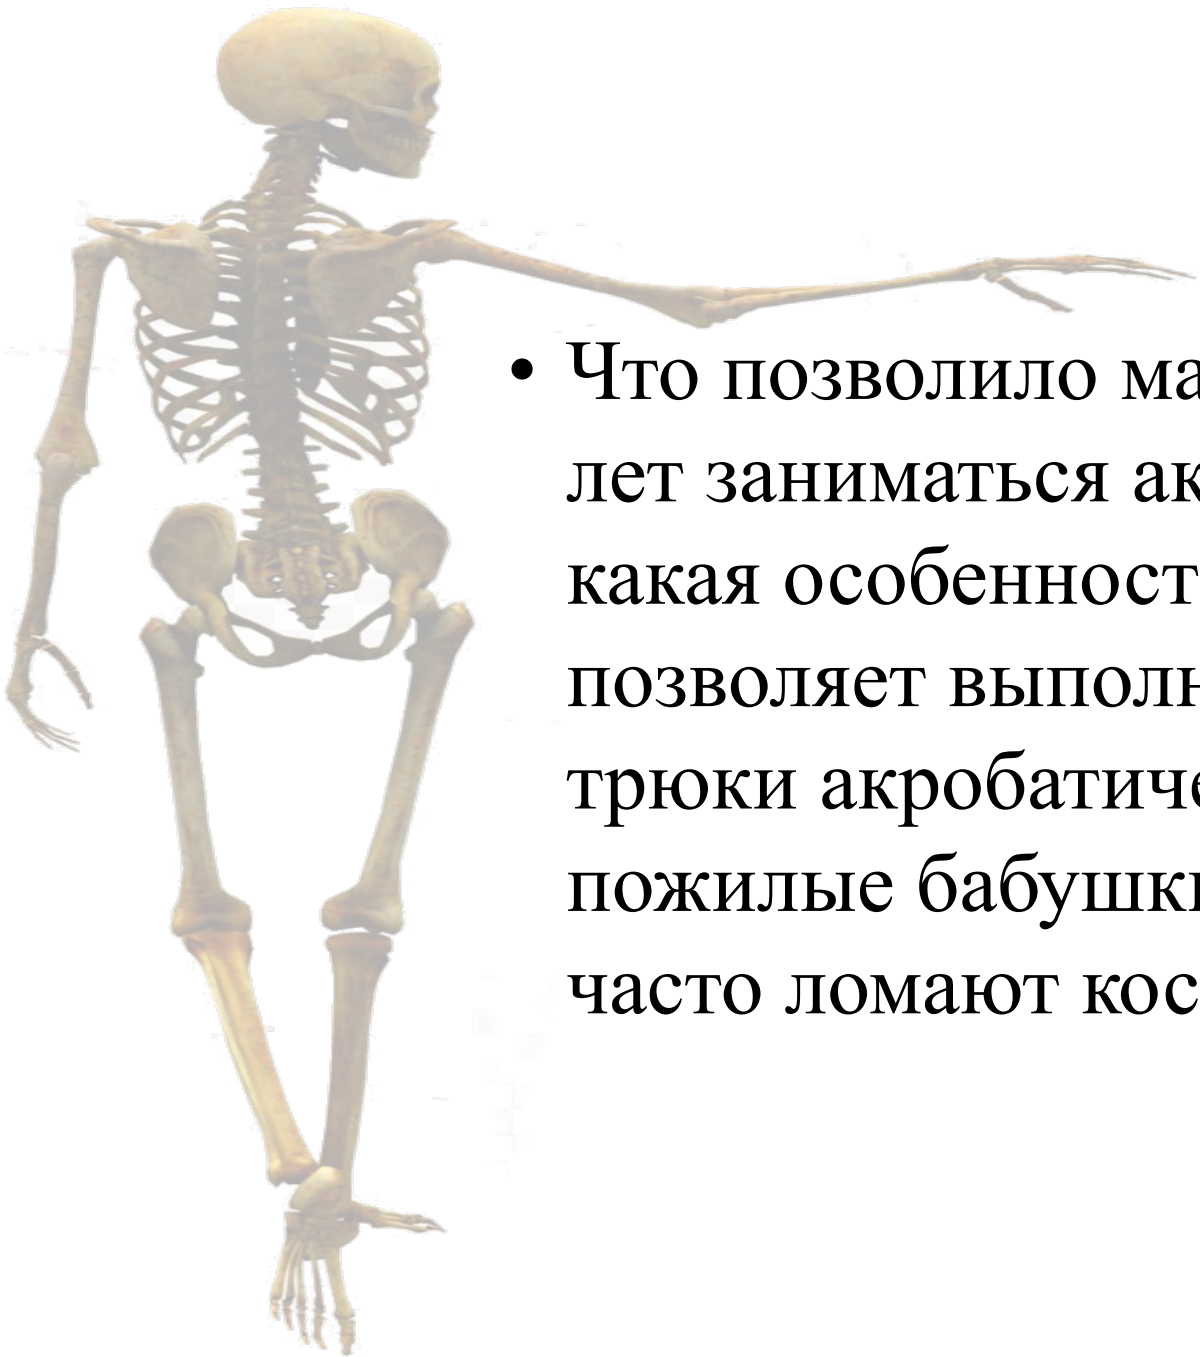 • Что позволило ма
лет заниматься ак
какая особенност
позволяет выполн
трюки акробатиче
пожилые бабушки
часто ломают кос